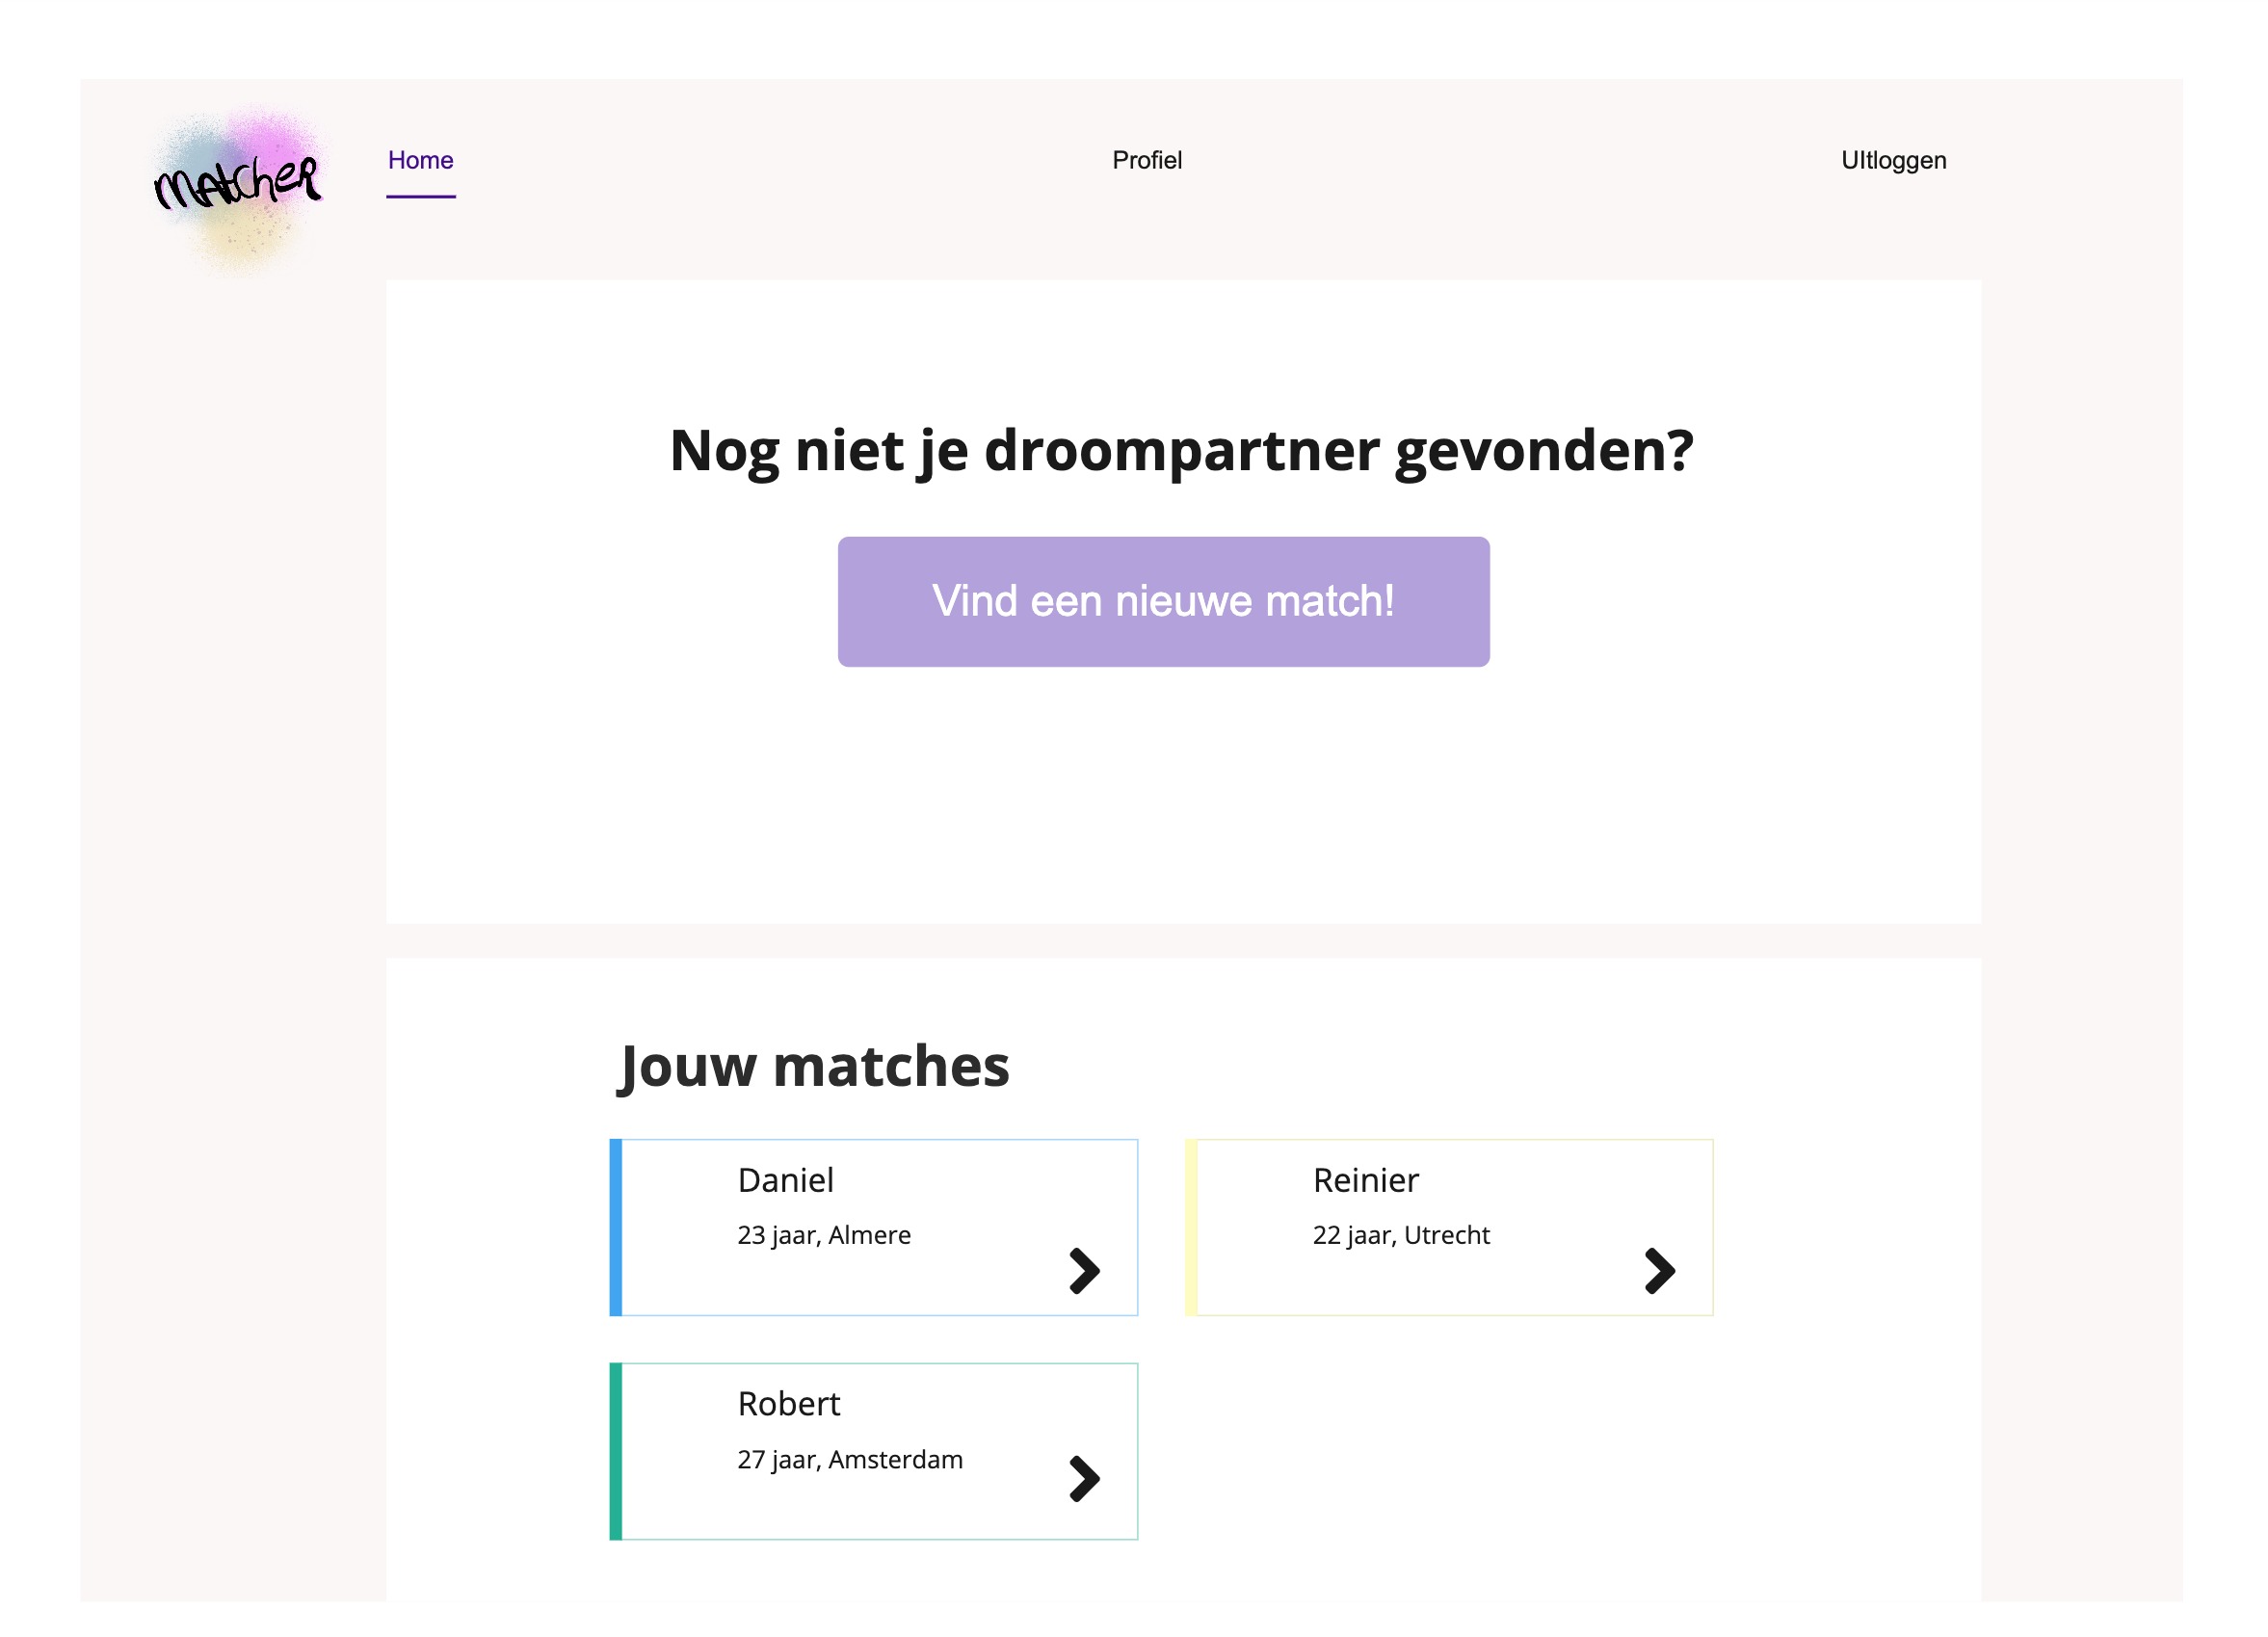 matcheR
Home
Profiel
UItloggen
Nog niet je droompartner gevonden?
Vind een nieuwe match!
Jouw matches
Daniel
23 jaar, Almere
Reinier
22 jaar, Utrecht
Robert
27 jaar, Amsterdam